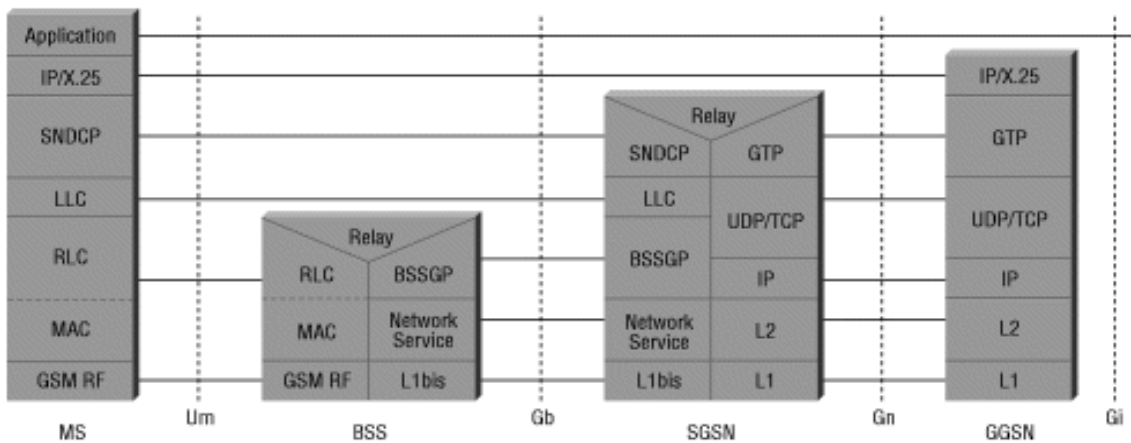 Application
IP/X.25
SNDCP
LLC
RLC
MAC
GSM RF
MS
Um
Relay
RLC
BSSGP
MAC
Network
Service
GSM RF
L1bis
BSS
Gb
Relay
SNDCP
GTP
LLC
UDP/TCP
BSSGP
IP
Network
Service
L2
L1bis
L1
SGSN
Gn
IP/X.25
GTP
UDP/TCP
IP
L2
L1
GGSN
Gi